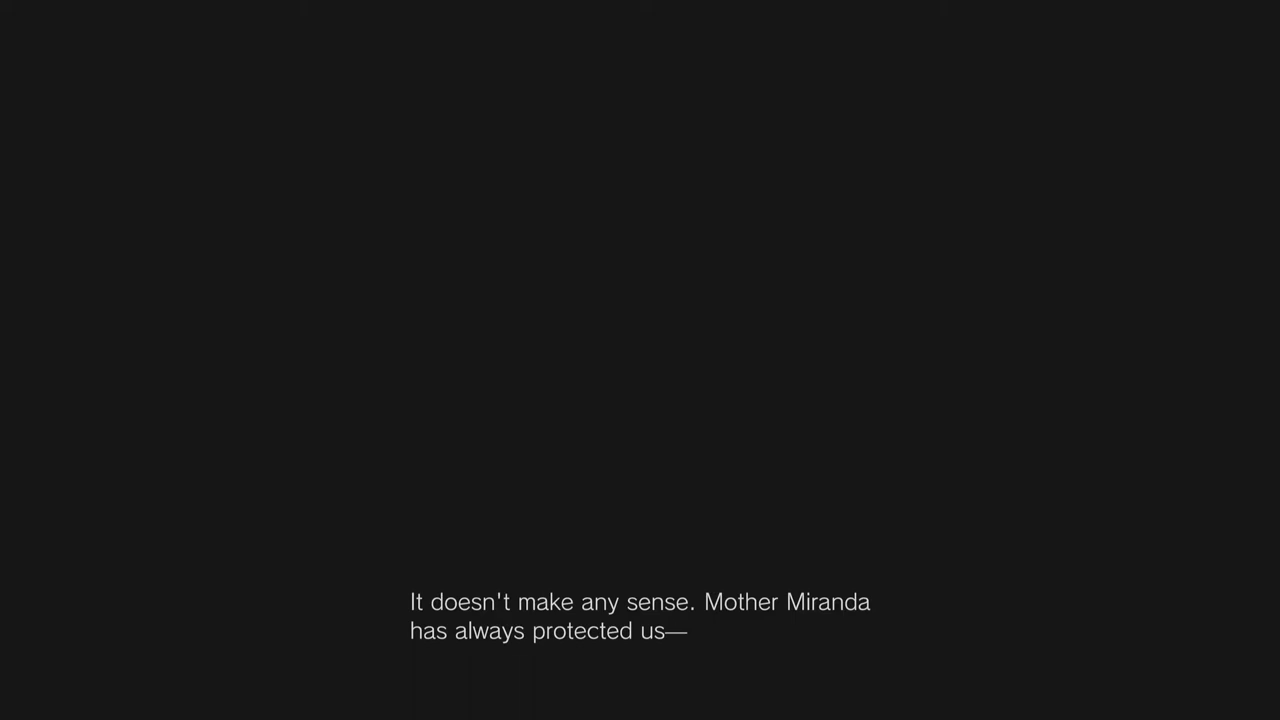 It doesn't make any sense. Mother Miranda
has always protected us—